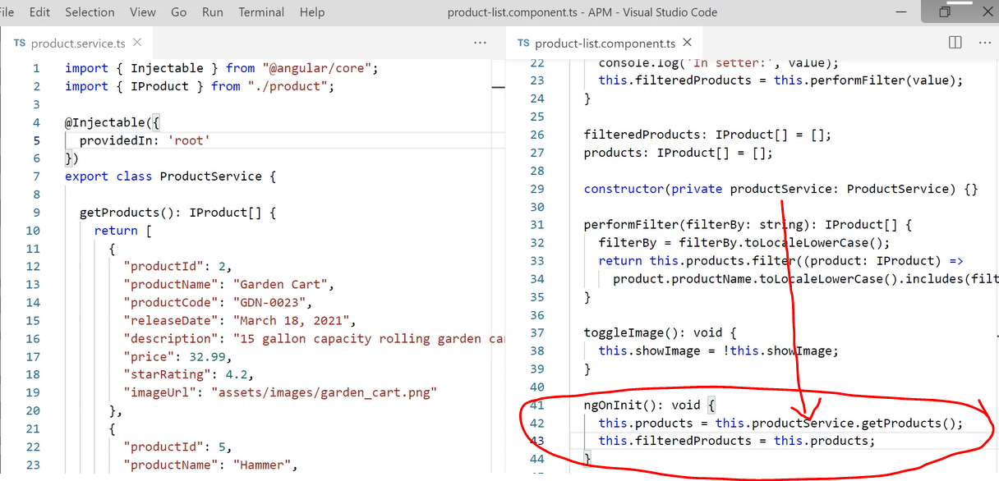 File Edit Selection View Go Run Terminal Help product-list.component.ts - APM - Visual Studio Code
TS product.service.ts
1 import { Injectable } from "@angular/core";
2 import { IProduct } from "./product";
3
4 @Injectable({
5 providedIn: 'root'
6 })
7 export class ProductService {
8
9 getProducts(): IProduct[] {
10 return [
11 {
12 "productId": 2,
13 "productName": "Garden Cart",
14 "productCode": "GDN-0023",
15 "releaseDate": "March 18, 2021",
16 "description": "15 gallon capacity rolling garden car
17 "price": 32.99,
18 "starRating": 4.2,
19 "imageUrl": "assets/images/garden_cart.png"
20 },
21 {
22 "productId": 5,
23 "productName": "Hammer",
TS product-list.component.ts
22 console.log('In setter:', value);
23 this.filteredProducts = this.performFilter(value);
24 }
25
26 filteredProducts: IProduct[] = [];
27 products: IProduct[] = [];
28
29 constructor(private productService: ProductService) {}
30
31 performFilter(filterBy: string): IProduct[] {
32 filterBy = filterBy.toLocaleLowerCase();
33 return this.products.filter((product: IProduct) =>
34 product.productName.toLocaleLowerCase().includes(filt
35 }
36
37 toggleImage(): void {
38 this.showImage = !this.showImage;
39 }
40
41 ngOnInit(): void {
42 this.products = this.productService.getProducts();
43 this.filteredProducts = this.products;
44 }